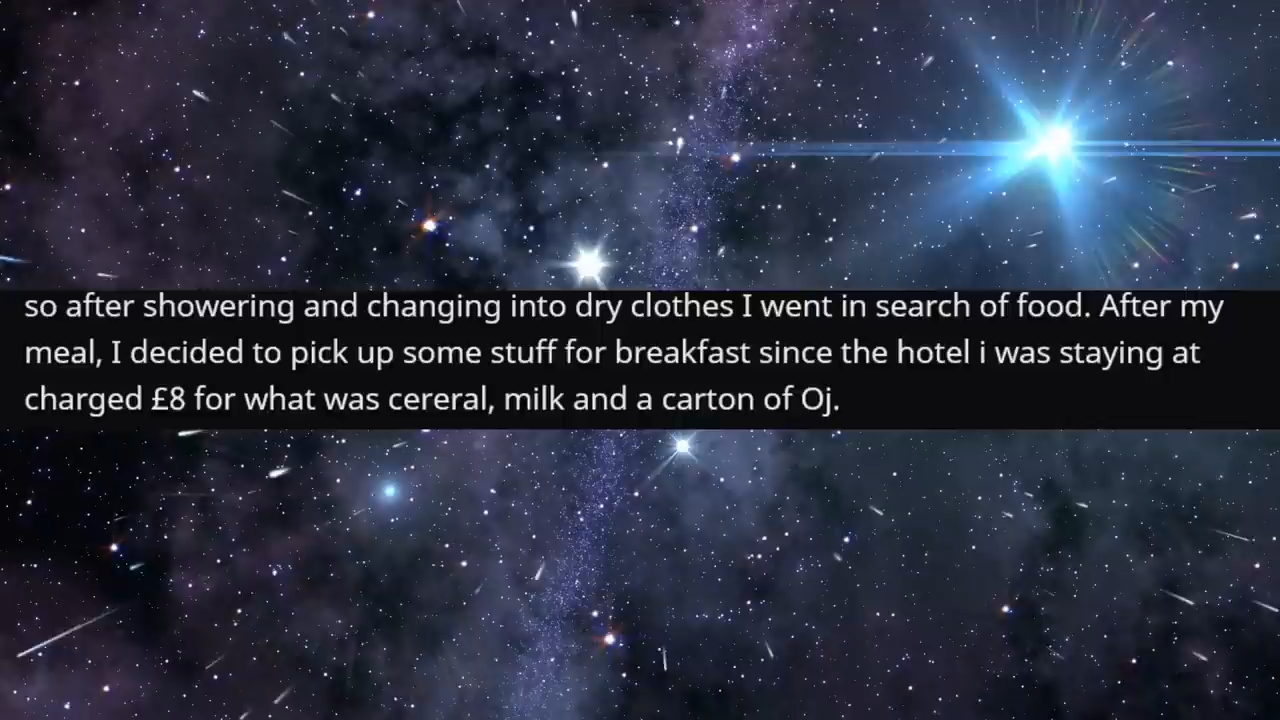 so after showering and changing into dry clothes I went in search of food. After my
meal, I decided to pick up some stuff for breakfast since the hotel i was staying at
charged £8 for what was cereral, milk and a carton of Oj.